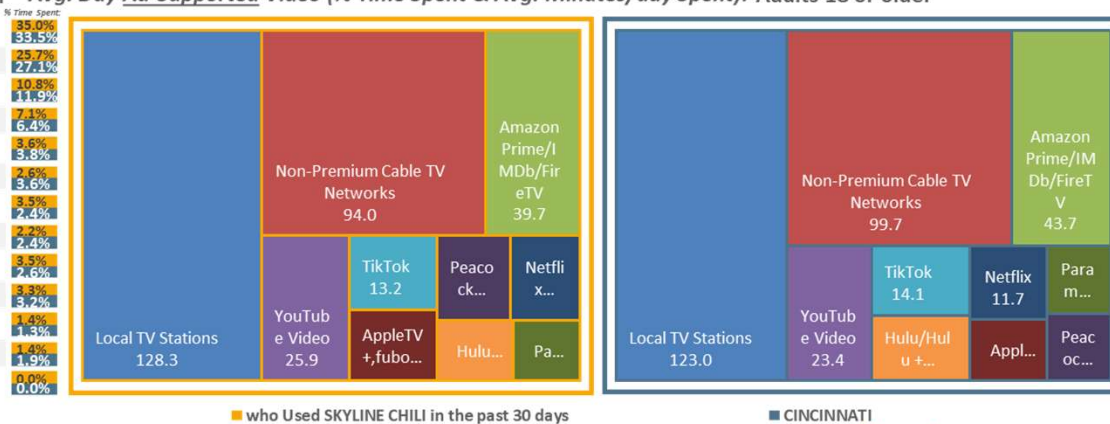 Avg. Day Ad-Supported Video (% Time Spent & Avg. Minutes/day Spent): Adults 18 or older
% Time Spent:
35.0%
33.5%
25.7%
27.1%
10.8%
11.9%
7.1%
6.4%
3.6%
3.8%
2.6%
3.6%
3.5%
2.4%
2.2%
2.4%
3.5%
2.6%
3.3%
3.2%
1.4%
1.3%
1.4%
1.9%
0.0%
0.0%
Local TV Stations
128.3
Non-Premium Cable TV
Networks
94.0
Amazon
Prime/I
MDb/Fir
eTV
39.7
YouTub
e Video
25.9
TikTok
13.2
AppleTV
+,fubo...
Peaco
ck...
Hulu...
Netfli
x...
Pa...
Local TV Stations
123.0
Non-Premium Cable TV
Networks
99.7
Amazon
Prime/IM
Db/FireT
V
43.7
YouTub
e Video
23.4
TikTok
14.1
Hulu/Hul
u +...
Netflix
11.7
Appl...
Para
m...
Peac
oc...
who Used SKYLINE CHILI in the past 30 days
CINCINNATI